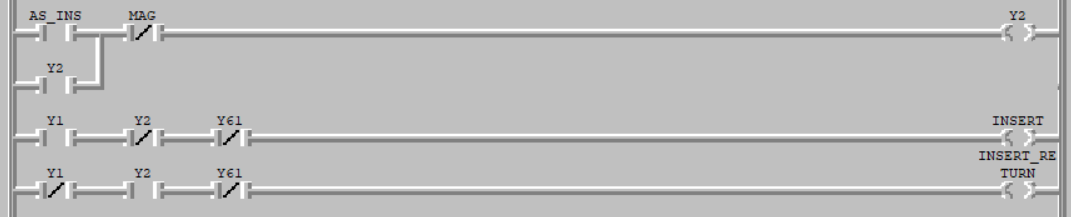 AS_INS MAG Y2
Y2
Y1 Y2 Y61 INSERT
INSERT_RE
Y1 Y2 Y61 TURN